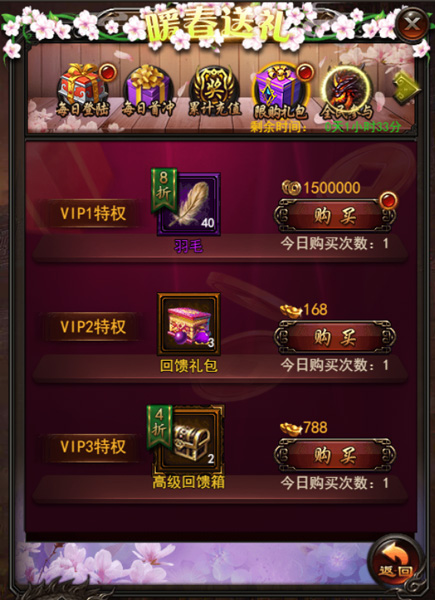 暖春送礼
每日登陆
每日首冲
累计充值
限购礼包
全民参与
剩余时间： 6天1小时33分
VIP1特权
8折
40
羽毛
1500000
购买
今日购买次数：1
VIP2特权
3
回馈礼包
168
购买
今日购买次数：1
VIP3特权
4折
2
高级回馈箱
788
购买
今日购买次数：1
返回